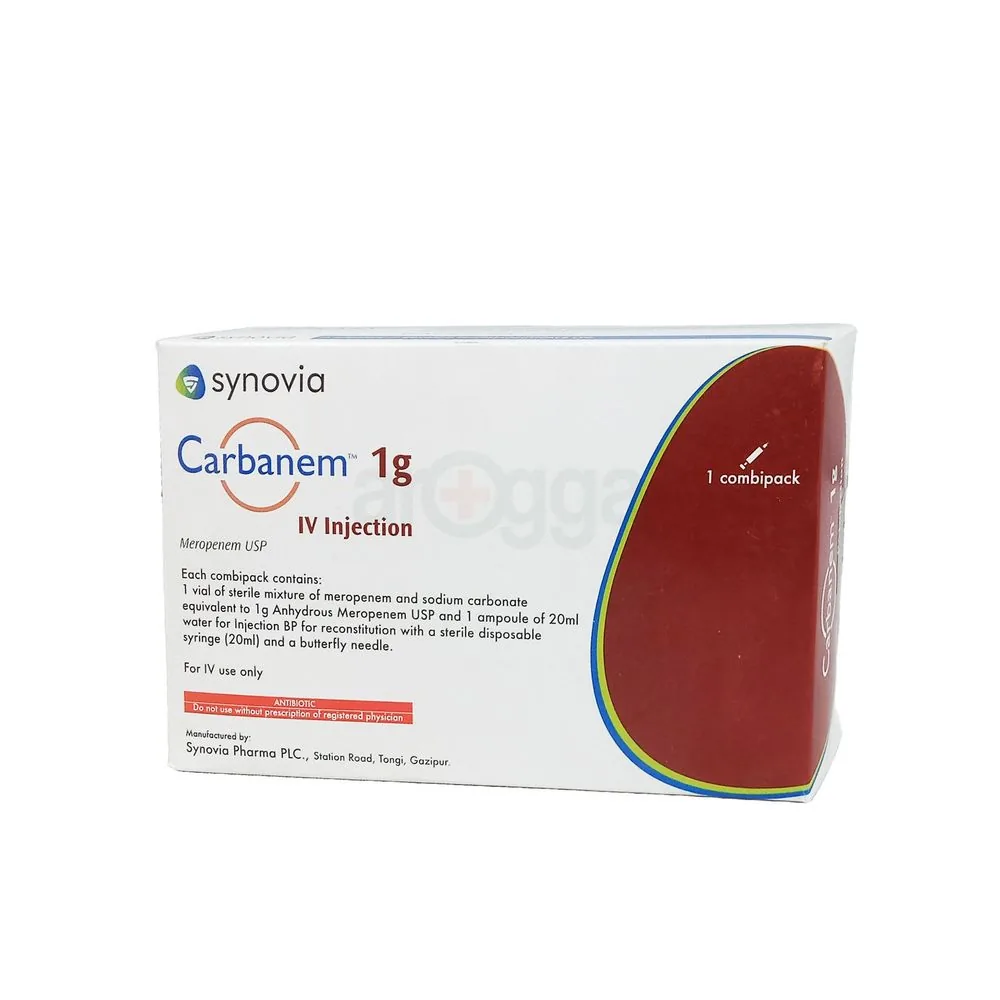 synovia
Carbanem™ 1g
IV Injection
Meropenem USP
Each combipack contains:
1 vial of sterile mixture of meropenem and sodium carbonate
equivalent to 1g Anhydrous Meropenem USP and 1 ampoule of 20ml
water for Injection BP for reconstitution with a sterile disposable
syringe (20ml) and a butterfly needle.
For IV use only
ANTIBIOTIC
Do not use without prescription of registered physician
Manufactured by:
Synovia Pharma PLC., Station Road, Tongi, Gazipur.
1 combipack
Carbanem 1g
arogga